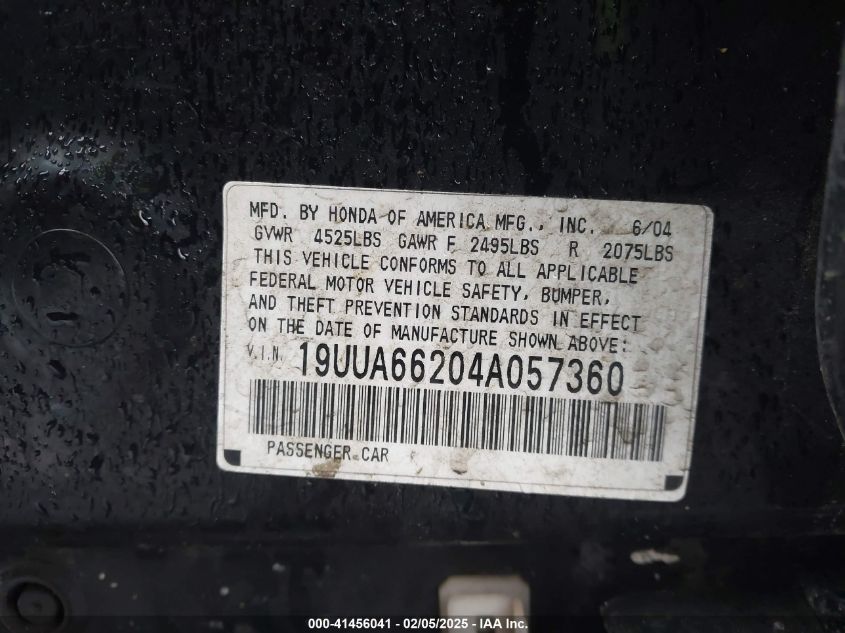 MFD. BY HONDA OF AMERICA MFG., INC. 6/04
GVWR 4525LBS GAWR F 2495LBS R 2075LBS
THIS VEHICLE CONFORMS TO ALL APPLICABLE
FEDERAL MOTOR VEHICLE SAFETY, BUMPER,
AND THEFT PREVENTION STANDARDS IN EFFECT
ON THE DATE OF MANUFACTURE SHOWN ABOVE:
V.I.N. 19UUA66204A057360
PASSENGER CAR
000-41456041 | 02/05/2025 — IAA Inc.